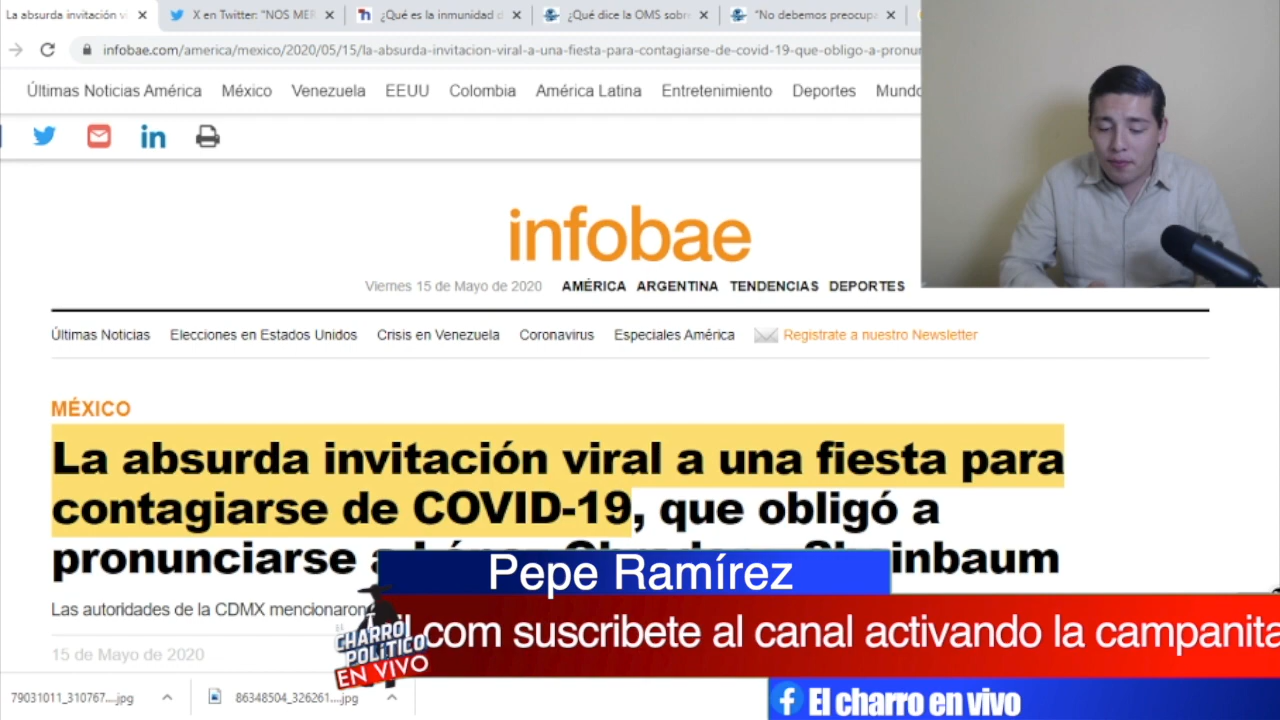 La absurda invitación vi
X en Twitter: "NOS MER
¿Qué es la inmunidad d
¿Qué dice la OMS sobre
"No debemos preocupa
infobae.com/america/mexico/2020/05/15/la-absurda-invitacion-viral-a-una-fiesta-para-contagiarse-de-covid-19-que-obligo-a-pronun
Últimas Noticias América México Venezuela EEUU Colombia América Latina Entretenimiento Deportes Mundo
infobae
Viernes 15 de Mayo de 2020 AMÉRICA ARGENTINA TENDENCIAS DEPORTES
Últimas Noticias Elecciones en Estados Unidos Crisis en Venezuela Coronavirus Especiales América Registrate a nuestro Newsletter
MÉXICO
La absurda invitación viral a una fiesta para
contagiarse de COVID-19, que obligó a
pronunciarse a inbaum
Pepe Ramírez
Las autoridades de la CDMX mencionaron
EL CHARRO POLÍTICO EN VIVO
.com suscribete al canal activando la campanita
15 de Mayo de 2020
79031011_310767....jpg
86348504_326261....jpg
El charro en vivo